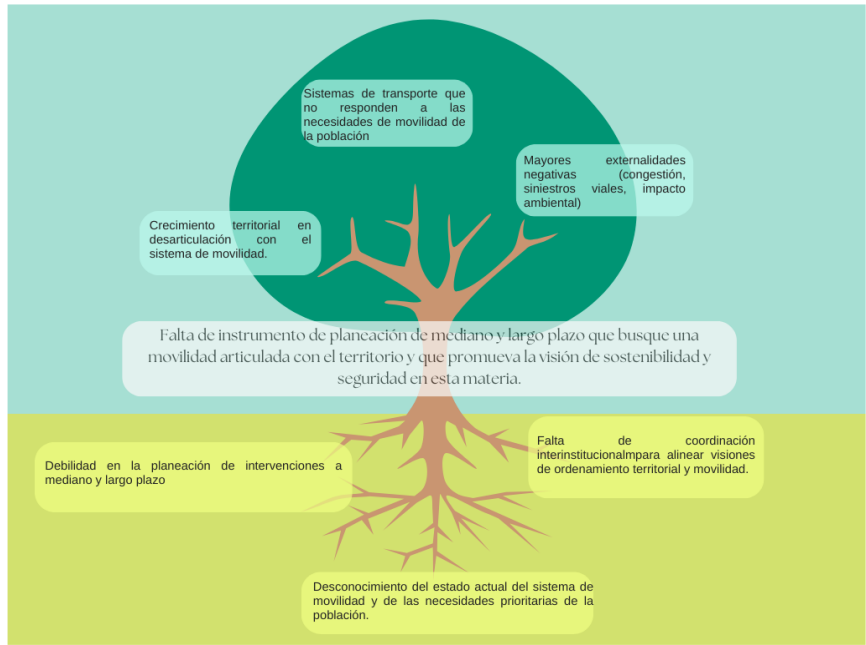 Sistemas de transporte que
no responden a las
necesidades de movilidad de
la población
Mayores externalidades
negativas (congestión,
siniestros viales, impacto
ambiental)
Crecimiento territorial en
desarticulación con el
sistema de movilidad.
Falta de instrumento de planeación de mediano y largo plazo que busque una
movilidad articulada con el territorio y que promueva la visión de sostenibilidad y
seguridad en esta materia.
Falta de coordinación
interinstitucionalmpara alinear visiones
de ordenamiento territorial y movilidad.
Debilidad en la planeación de intervenciones a
mediano y largo plazo
Desconocimiento del estado actual del sistema de
movilidad y de las necesidades prioritarias de la
población.